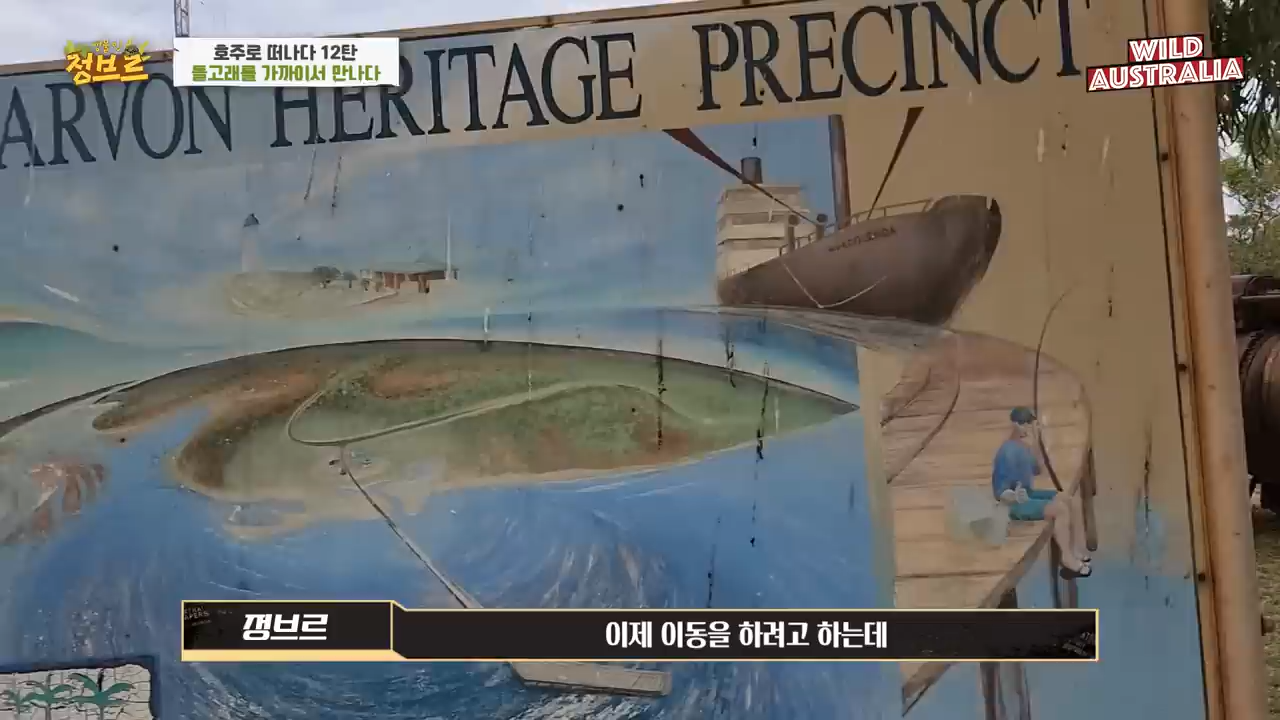 정브르
호주로 떠나다 12탄
돌고래를 가까이서 만나다
WILD
AUSTRALIA
ARVON HERITAGE PRECINCT
정브르
이제 이동을 하려고 하는데